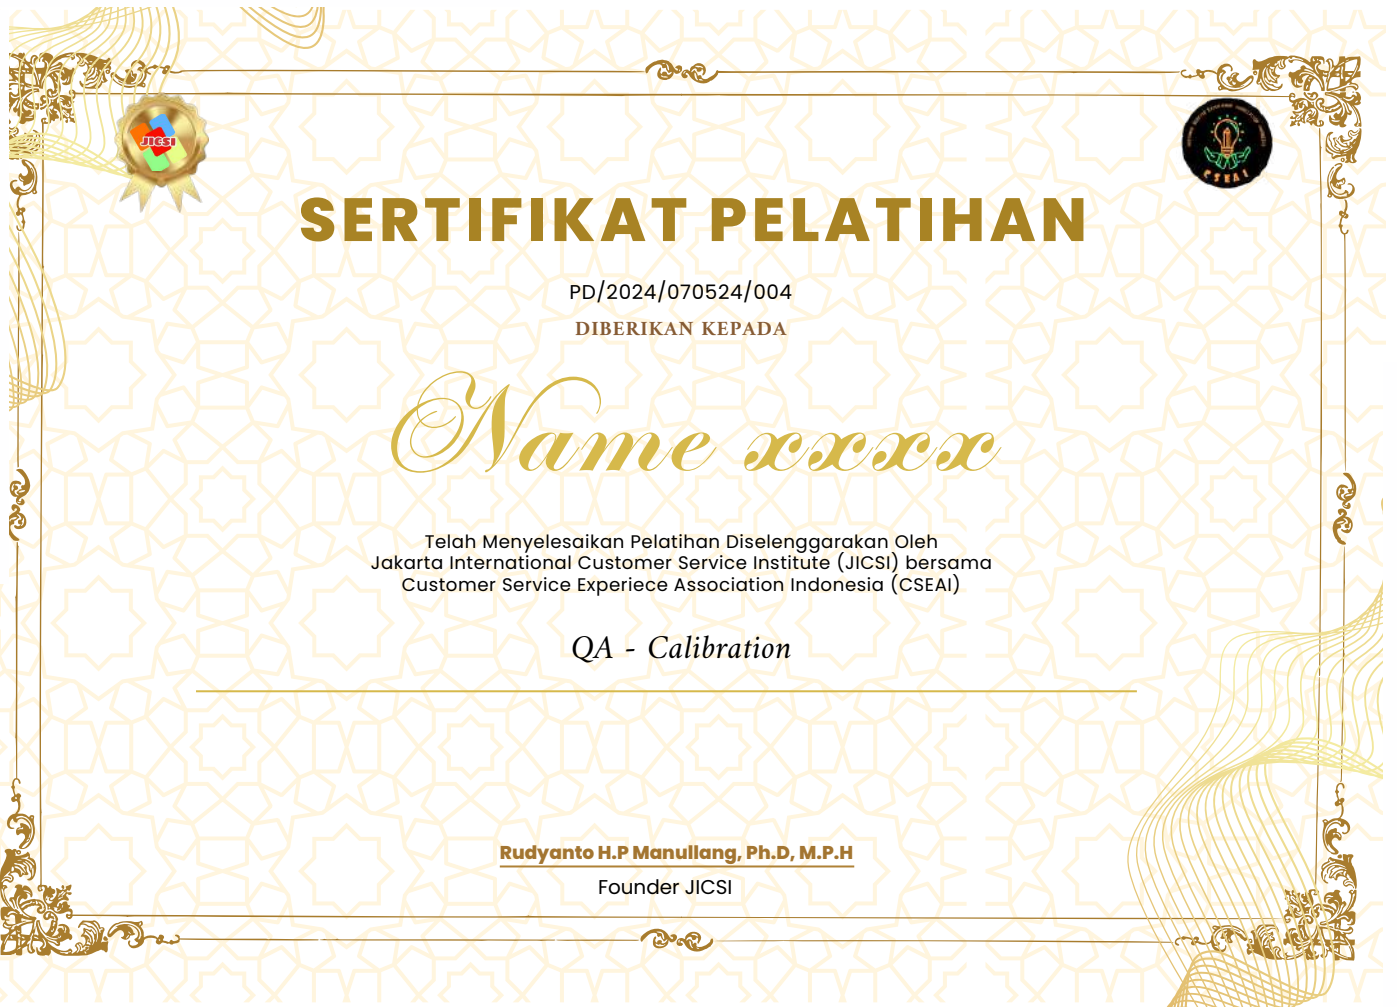 JICSI
CSEAI
SERTIFIKAT PELATIHAN
PD/2024/070524/004
DIBERIKAN KEPADA
Name xxxx
Telah Menyelesaikan Pelatihan Diselenggarakan Oleh
Jakarta International Customer Service Institute (JICSI) bersama
Customer Service Experiece Association Indonesia (CSEAI)
QA - Calibration
Rudyanto H.P Manullang, Ph.D, M.P.H
Founder JICSI